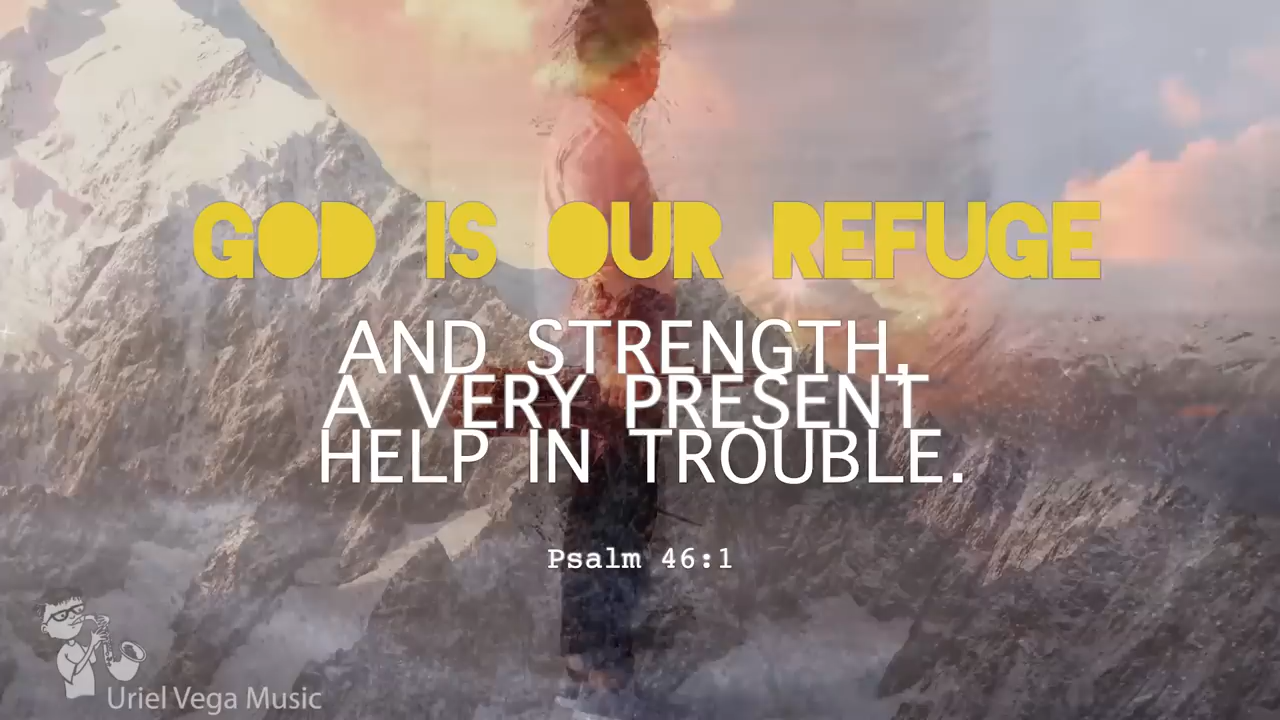 GOD IS OUR REFUGE
AND STRENGTH,
A VERY PRESENT
HELP IN TROUBLE.
Psalm 46:1
Uriel Vega Music